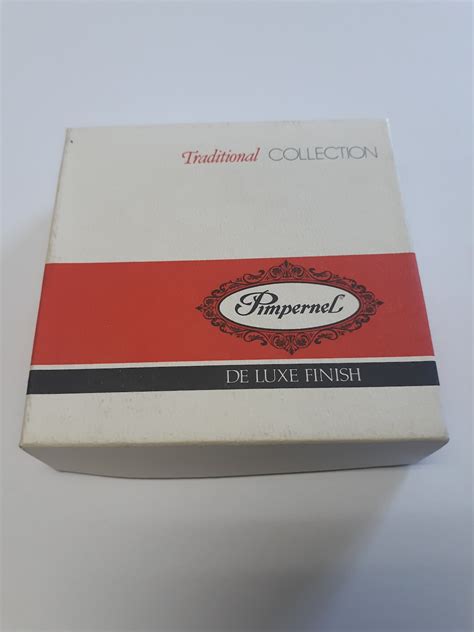 Traditional COLLECTION
Pimpernel
DE LUXE FINISH